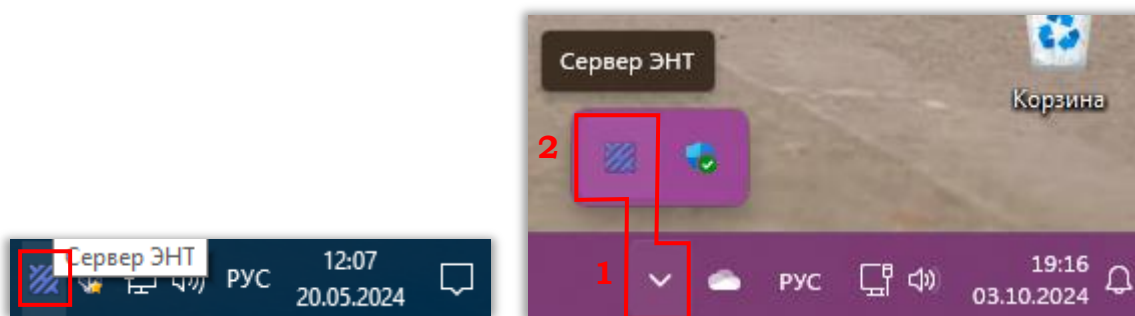 Сервер ЭНТ
РУС
12:07
20.05.2024
Сервер ЭНТ
Корзина
2
1
РУС
19:16
03.10.2024